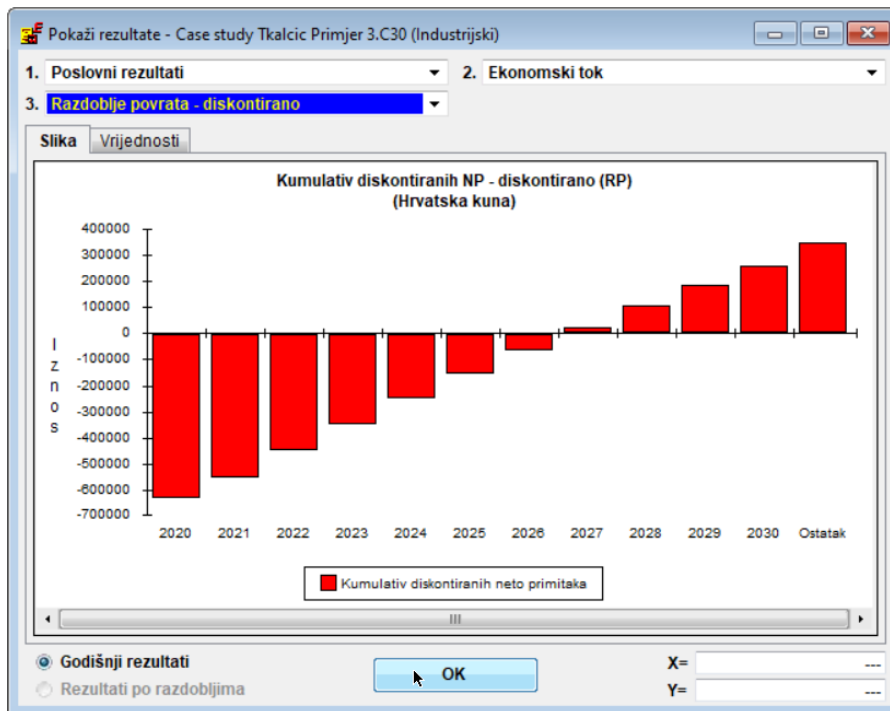 Pokaži rezultate - Case study Tkalcic Primjer 3.C30 (Industrijski)
1. Poslovni rezultati 2. Ekonomski tok
3. Razdoblje povrata - diskontirano
Slika Vrijednosti
Kumulativ diskontiranih NP - diskontirano (RP)
(Hrvatska kuna)
400000
300000
200000
100000
0
-100000
-200000
-300000
-400000
-500000
-600000
-700000
Iznos
2020 2021 2022 2023 2024 2025 2026 2027 2028 2029 2030 Ostatak
Kumulativ diskontiranih neto primitaka
Godišnji rezultati
Rezultati po razdobljima
OK
X= ---
Y= ---